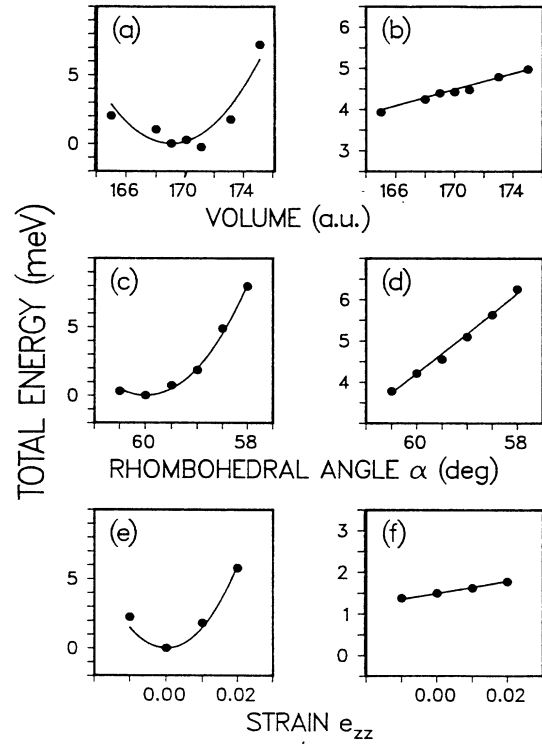 (a) (b)
5 6
0 5
4
3
166 170 174 166 170 174
VOLUME (a.u.)
TOTAL ENERGY (meV)
(c) (d)
5 6
0 5
4
60 58 60 58
RHOMBOHEDRAL ANGLE α (deg)
(e) (f)
5 3
0 2
1
0
0.00 0.02 0.00 0.02
STRAIN e_zz